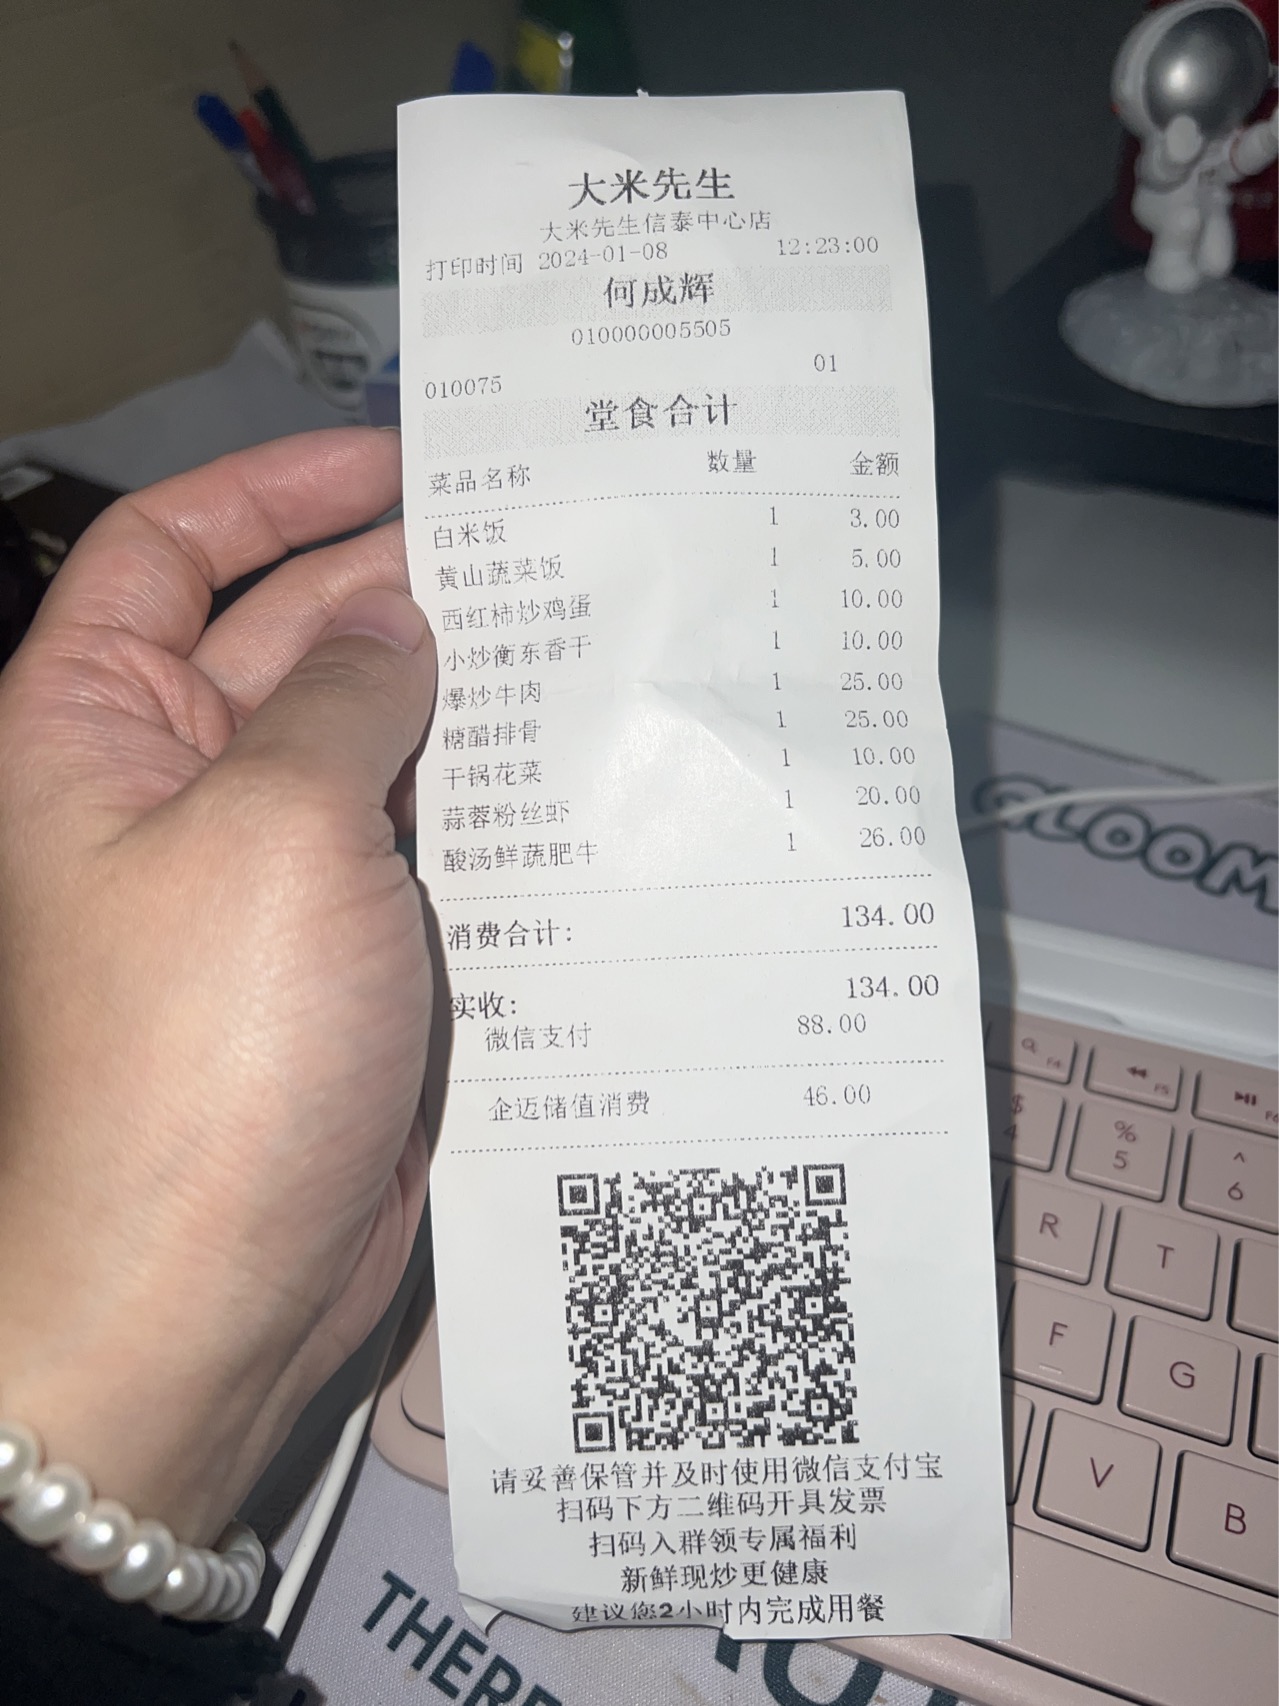 大米先生
大米先生信泰中心店
打印时间 2024-01-08 12:23:00
何成辉
010000005505
010075 01
堂食合计
菜品名称 数量 金额
白米饭 1 3.00
黄山蔬菜饭 1 5.00
西红柿炒鸡蛋 1 10.00
小炒衡东香干 1 10.00
爆炒牛肉 1 25.00
糖醋排骨 1 25.00
干锅花菜 1 10.00
蒜蓉粉丝虾 1 20.00
酸汤鲜蔬肥牛 1 26.00
消费合计: 134.00
实收: 134.00
微信支付 88.00
企迈储值消费 46.00
请妥善保管并及时使用微信支付宝
扫码下方二维码开具发票
扫码入群领专属福利
新鲜现炒更健康
建议您2小时内完成用餐
GLOOM
F4
F5
$ 4
% 5
^ 6
R
T
F
G
V
B
THERE